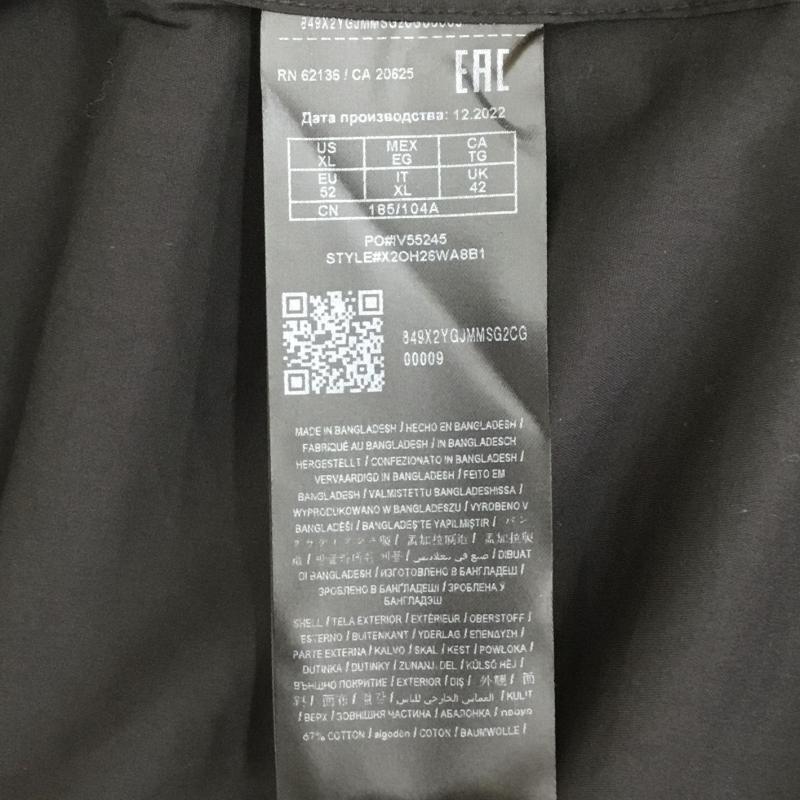 RN 62136 / CA 20625
EAC
Дата производства: 12.2022
US XL MEX EG CA TG
EU 52 IT XL UK 42
CN 185/104A
PO#IV55245
STYLE#X2OH26WA8B1
849X2YGJMMSG2CG
00009
MADE IN BANGLADESH / HECHO EN BANGLADESH /
FABRIQUÉ AU BANGLADESH / IN BANGLADESCH
HERGESTELLT / CONFEZIONATO IN BANGLADESH /
VERVAARDIGD IN BANGLADESH / FEITO EM
BANGLADESH / VALMISTETTU BANGLADESHISSA /
WYPRODUKOWANO W BANGLADESZU / VYROBENO V
BANGLADÉŠI / BANGLADEŞ'TE YAPILMIŞTIR /
/ DIBUAT
DI BANGLADESH / ИЗГОТОВЛЕНО В БАНГЛАДЕШ /
ЗРОБЛЕНО В БАНГЛАДЕШІ / ЗРОБЛЕНА У
БАНГЛАДЭШ
SHELL / TELA EXTERIOR / EXTÉRIEUR / OBERSTOFF /
ESTERNO / BUITENKANT / YDERLAG / ΕΠΕΝΔΥΣΗ /
PARTE EXTERNA / KALVO / SKAL / KEST / POWŁOKA /
DUTINKA / DUTINKY / ZUNANJ. DEL / KÜLSŐ HÉJ /
ВЪНШНО ПОКРИТИЕ / EXTERIOR / DIŞ /
/ KULIT
/ ВЕРХ / ЗОВНІШНЯ ЧАСТИНА / АБАЛОНКА /
67% COTTON / algodón / COTON / BAUMWOLLE /